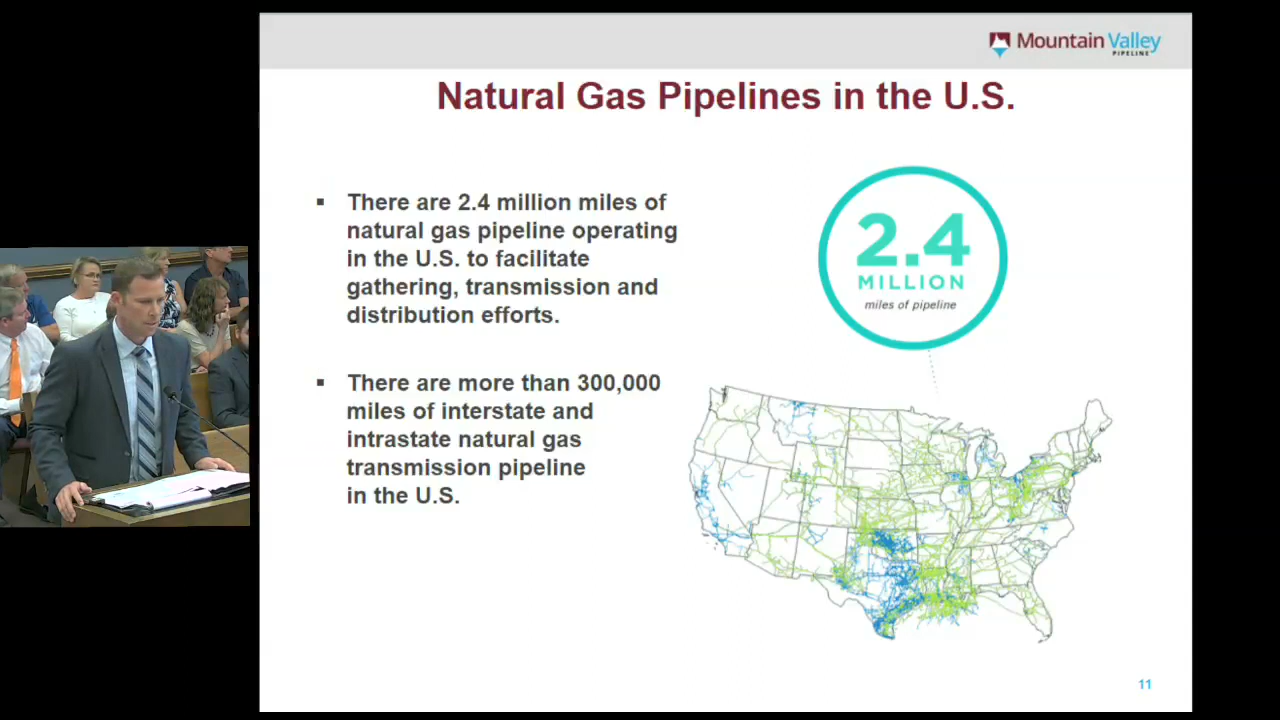 Mountain Valley
PIPELINE
Natural Gas Pipelines in the U.S.
▪ There are 2.4 million miles of
natural gas pipeline operating
in the U.S. to facilitate
gathering, transmission and
distribution efforts.
▪ There are more than 300,000
miles of interstate and
intrastate natural gas
transmission pipeline
in the U.S.
2.4
MILLION
miles of pipeline
11